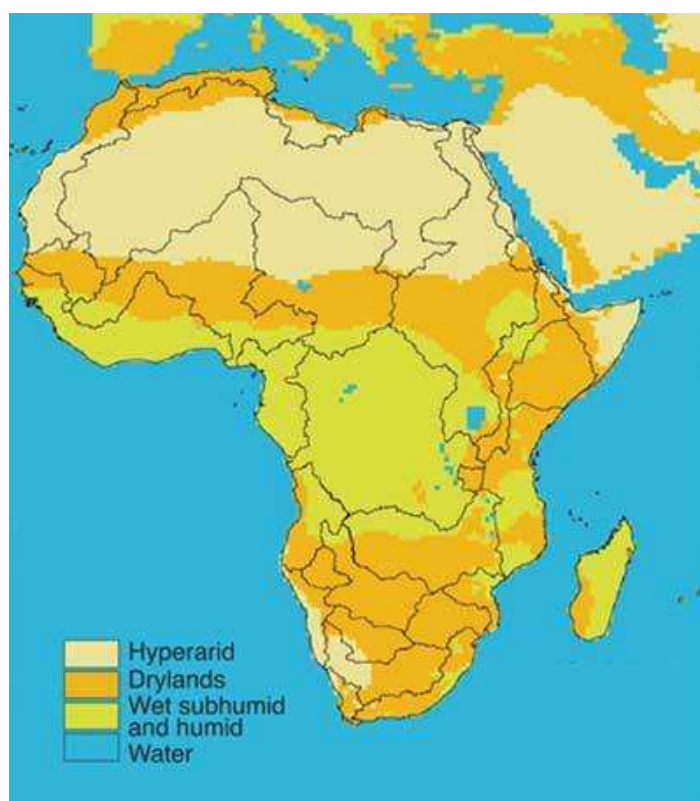 Hyperarid
Drylands
Wet subhumid
and humid
Water